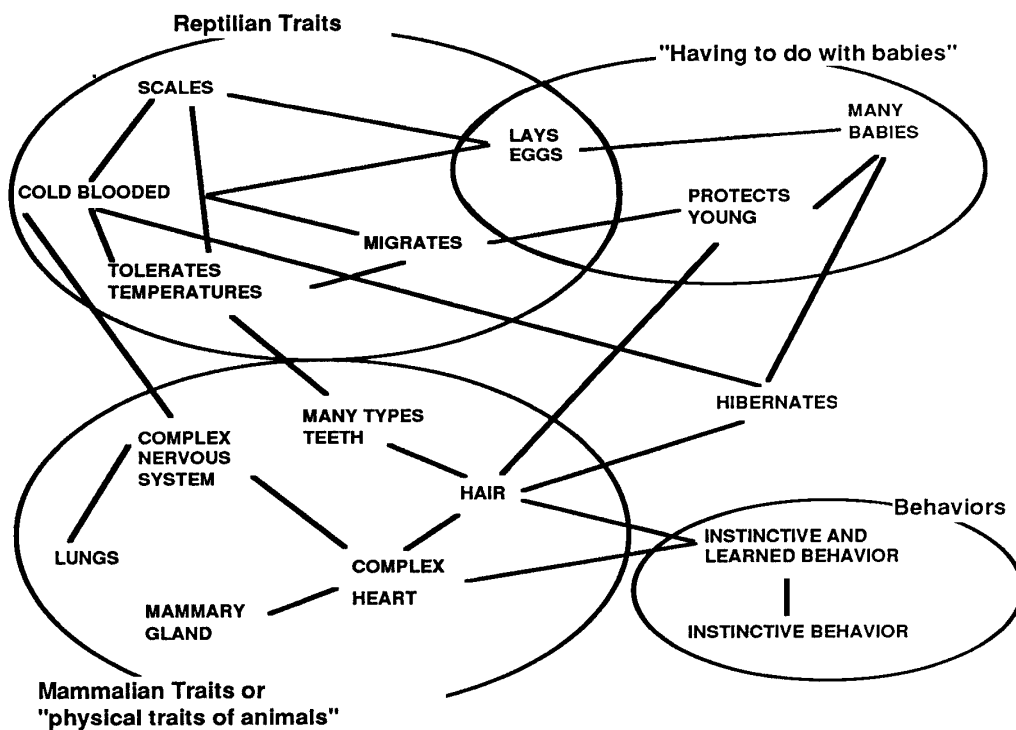 Reptilian Traits
"Having to do with babies"
SCALES
MANY
BABIES
LAYS
EGGS
COLD BLOODED
PROTECTS
YOUNG
MIGRATES
TOLERATES
TEMPERATURES
HIBERNATES
MANY TYPES
TEETH
COMPLEX
NERVOUS
SYSTEM
HAIR
Behaviors
INSTINCTIVE AND
LEARNED BEHAVIOR
LUNGS
COMPLEX
HEART
MAMMARY
GLAND
INSTINCTIVE BEHAVIOR
Mammalian Traits or
"physical traits of animals"